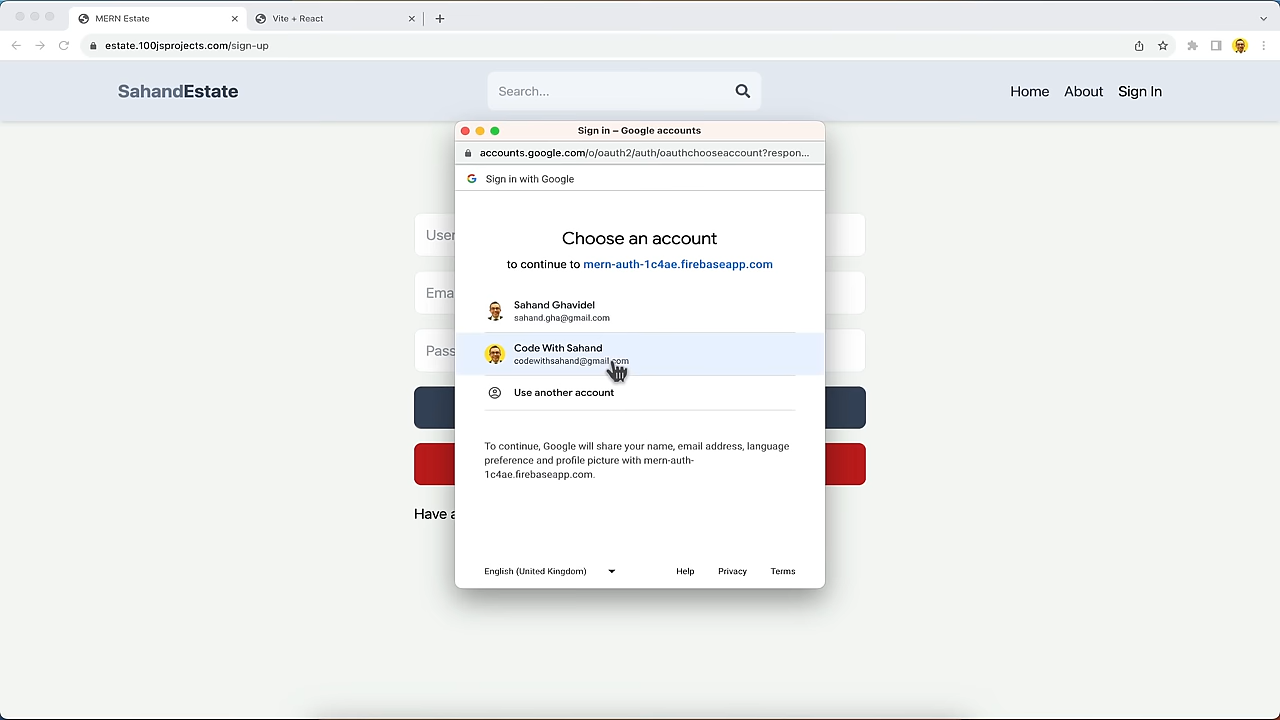 MERN Estate
Vite + React
estate.100jsprojects.com/sign-up
SahandEstate
Search...
Home
About
Sign In
Sign in – Google accounts
accounts.google.com/o/oauth2/auth/oauthchooseaccount?respon...
Sign in with Google
Choose an account
to continue to mern-auth-1c4ae.firebaseapp.com
Sahand Ghavidel
sahand.gha@gmail.com
Code With Sahand
codewithsahand@gmail.com
Use another account
To continue, Google will share your name, email address, language
preference and profile picture with mern-auth-
1c4ae.firebaseapp.com.
English (United Kingdom)
Help
Privacy
Terms
User
Ema
Pass
Have a